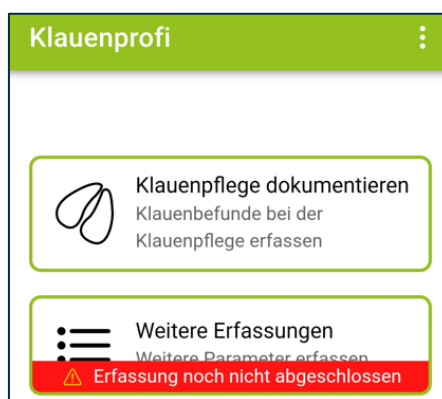 Klauenprofi
Klauenpflege dokumentieren
Klauenbefunde bei der
Klauenpflege erfassen
Weitere Erfassungen
Weitere Parameter erfassen
Erfassung noch nicht abgeschlossen